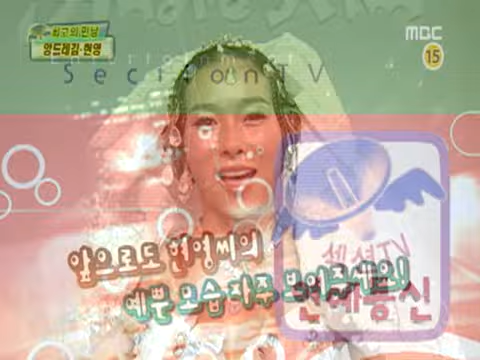 최고의 만남
앙드레김·현영
MBC
15
Entertainment
Section TV
앞으로도 현영씨의
예쁜 모습 자주 보여주세요!
섹션TV
연예통신